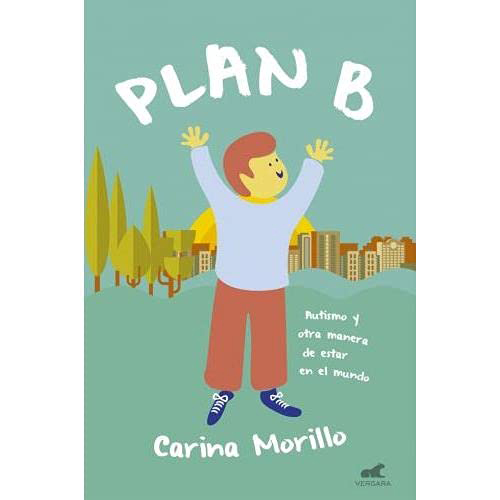 PLAN B
Autismo y
otra manera
de estar
en el mundo
Carina Morillo
VERGARA